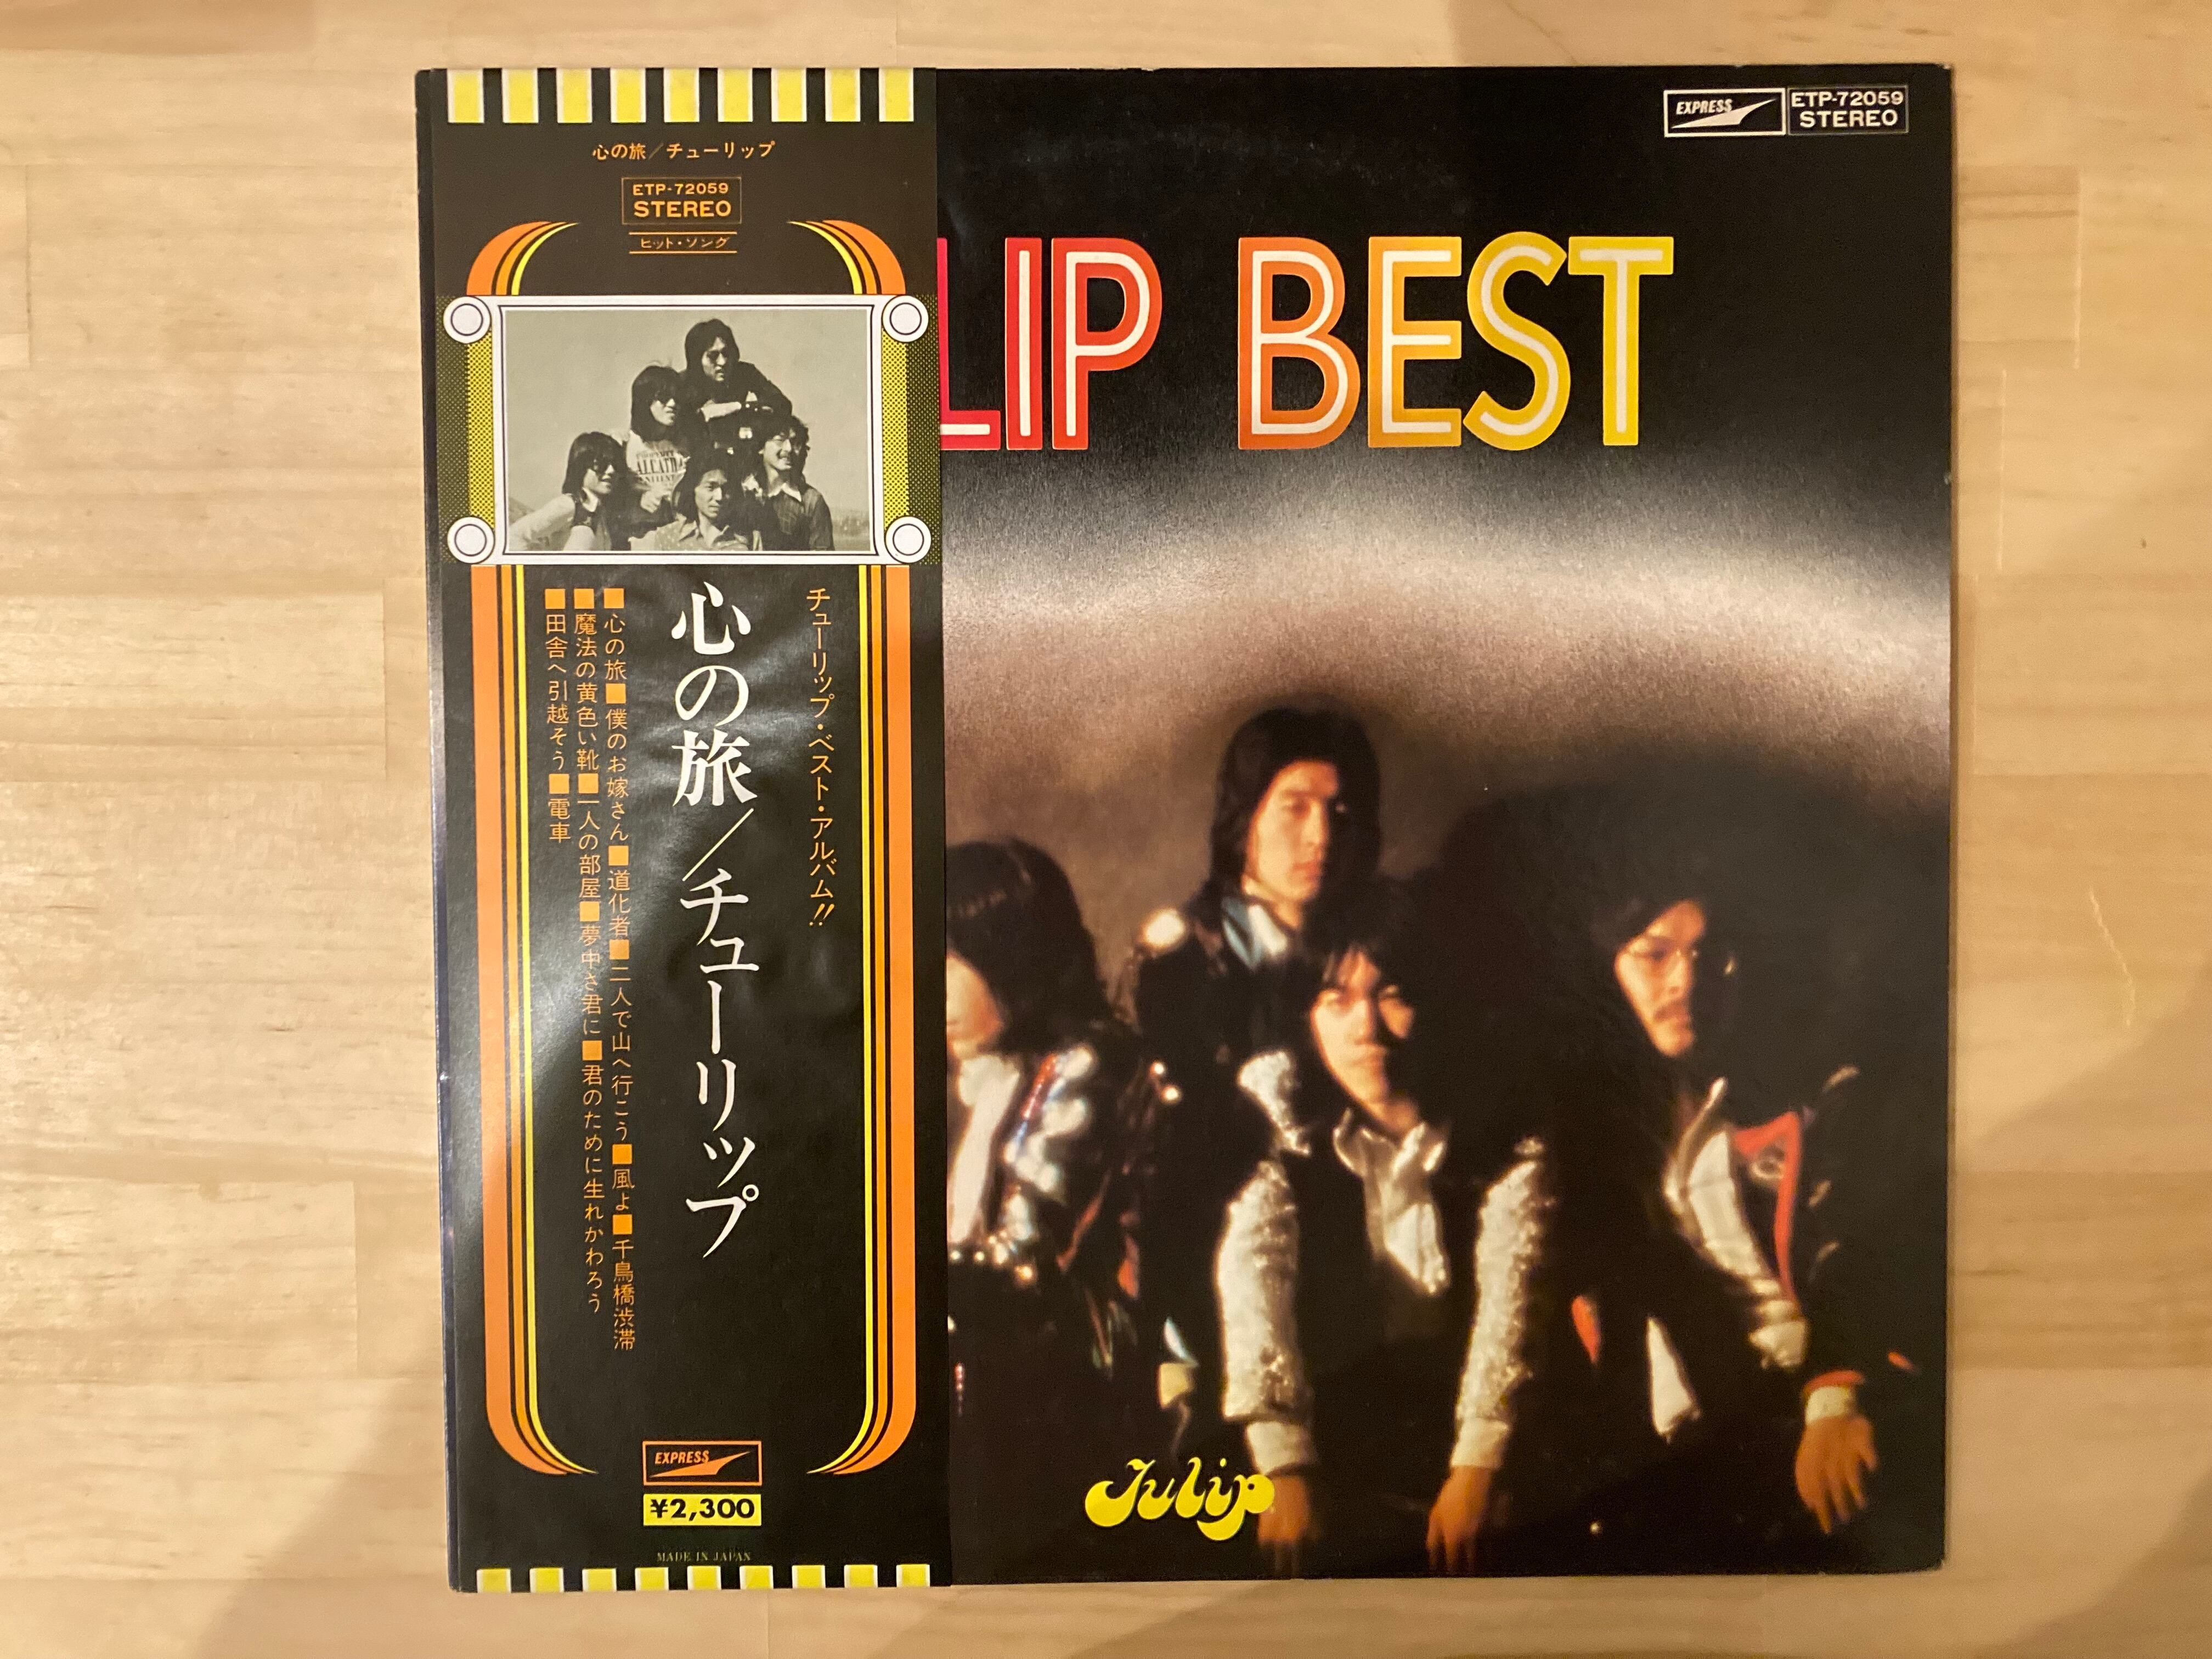 心の旅／チューリップ
ETP-72059
STEREO
ヒット・ソング
チューリップ・ベスト・アルバム!!
心の旅／チューリップ
■心の旅■僕のお嫁さん■道化者■二人で山へ行こう■風よ■千鳥橋渋滞
■魔法の黄色い靴■一人の部屋■夢中さ君に■君のために生れかわろう
■田舎へ引越そう■電車
EXPRESS
¥2,300
MADE IN JAPAN
EXPRESS
ETP-72059
STEREO
LIP BEST
Tulip